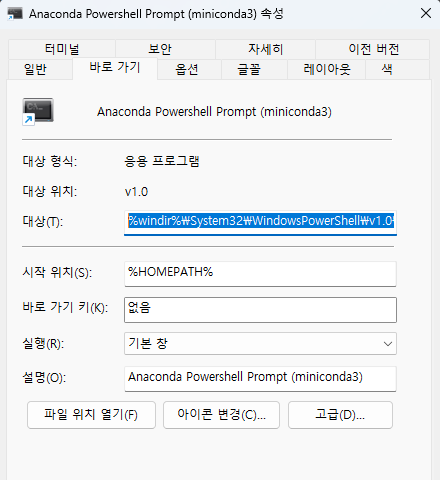 Anaconda Powershell Prompt (miniconda3) 속성
터미널 보안 자세히 이전 버전
일반 바로 가기 옵션 글꼴 레이아웃 색
Anaconda Powershell Prompt (miniconda3)
대상 형식: 응용 프로그램
대상 위치: v1.0
대상(T): %windir%₩System32₩WindowsPowerShell₩v1.0
시작 위치(S): %HOMEPATH%
바로 가기 키(K): 없음
실행(R): 기본 창
설명(O): Anaconda Powershell Prompt (miniconda3)
파일 위치 열기(F) 아이콘 변경(C)... 고급(D)...